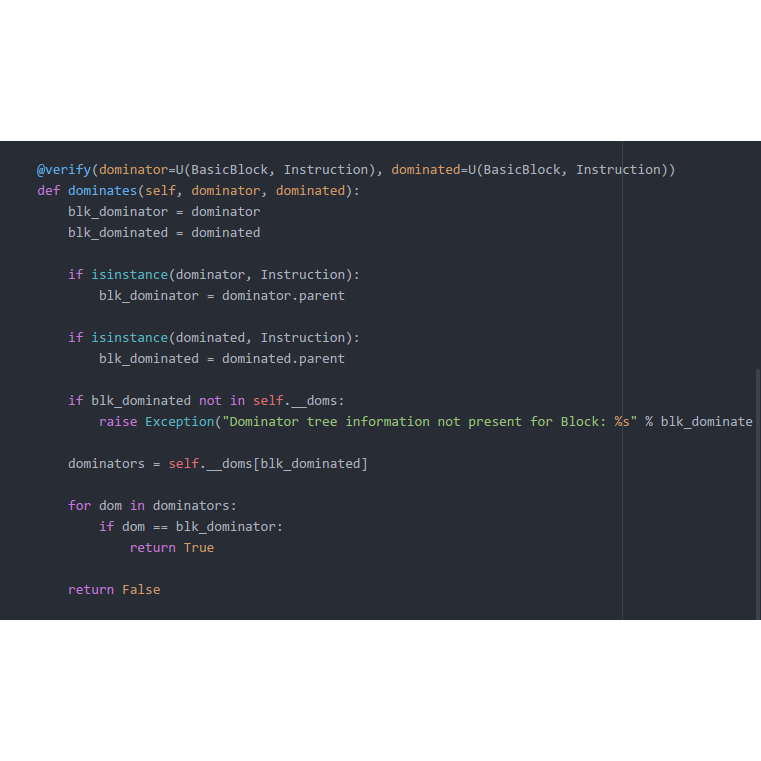 @verify(dominator=U(BasicBlock, Instruction), dominated=U(BasicBlock, Instruction))
def dominates(self, dominator, dominated):
blk_dominator = dominator
blk_dominated = dominated
if isinstance(dominator, Instruction):
blk_dominator = dominator.parent
if isinstance(dominated, Instruction):
blk_dominated = dominated.parent
if blk_dominated not in self.__doms:
raise Exception("Dominator tree information not present for Block: %s" % blk_dominate
dominators = self.__doms[blk_dominated]
for dom in dominators:
if dom == blk_dominator:
return True
return False